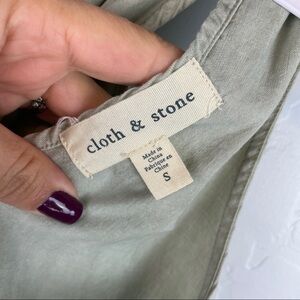 cloth & stone
Made in
China
Fabriqué en
Chine
S